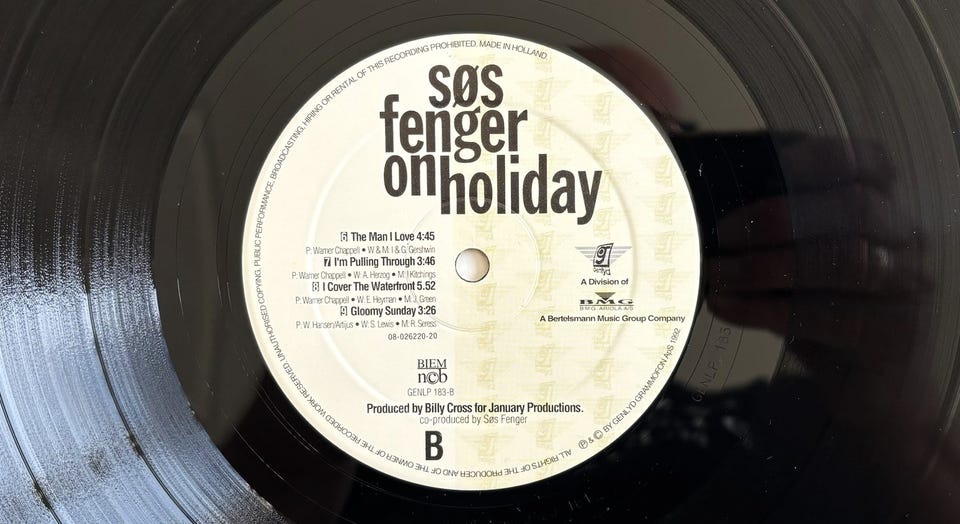 søs
fenger
onholiday
6 The Man I Love 4:45
P: Warner Chappell • W & M: I & G Gershwin
7 I'm Pulling Through 3:46
P: Warner Chappell • W: A. Herzog • M: I Kitchings
8 I Cover The Waterfront 5.52
P: Warner Chappell • W: E. Heyman • M: J. Green
9 Gloomy Sunday 3:26
P: W. Hansen/Artijus • W: S. Lewis • M: R. Seress
08-026220-20
BIEM
n©b
GENLP 183-B
Produced by Billy Cross for January Productions.
co-produced by Søs Fenger
B
g
genlyd
A Division of
BMG
BMG ARIOLA A/S
A Bertelsmann Music Group Company
ALL RIGHTS OF THE PRODUCER AND OF THE OWNER OF THE RECORDED WORK RESERVED. UNAUTHORISED COPYING, PUBLIC PERFORMANCE, BROADCASTING, HIRING OR RENTAL OF THIS RECORDING PROHIBITED. MADE IN HOLLAND.
℗ & © BY GENLYD GRAMMOFON ApS 1992
GENLP 183